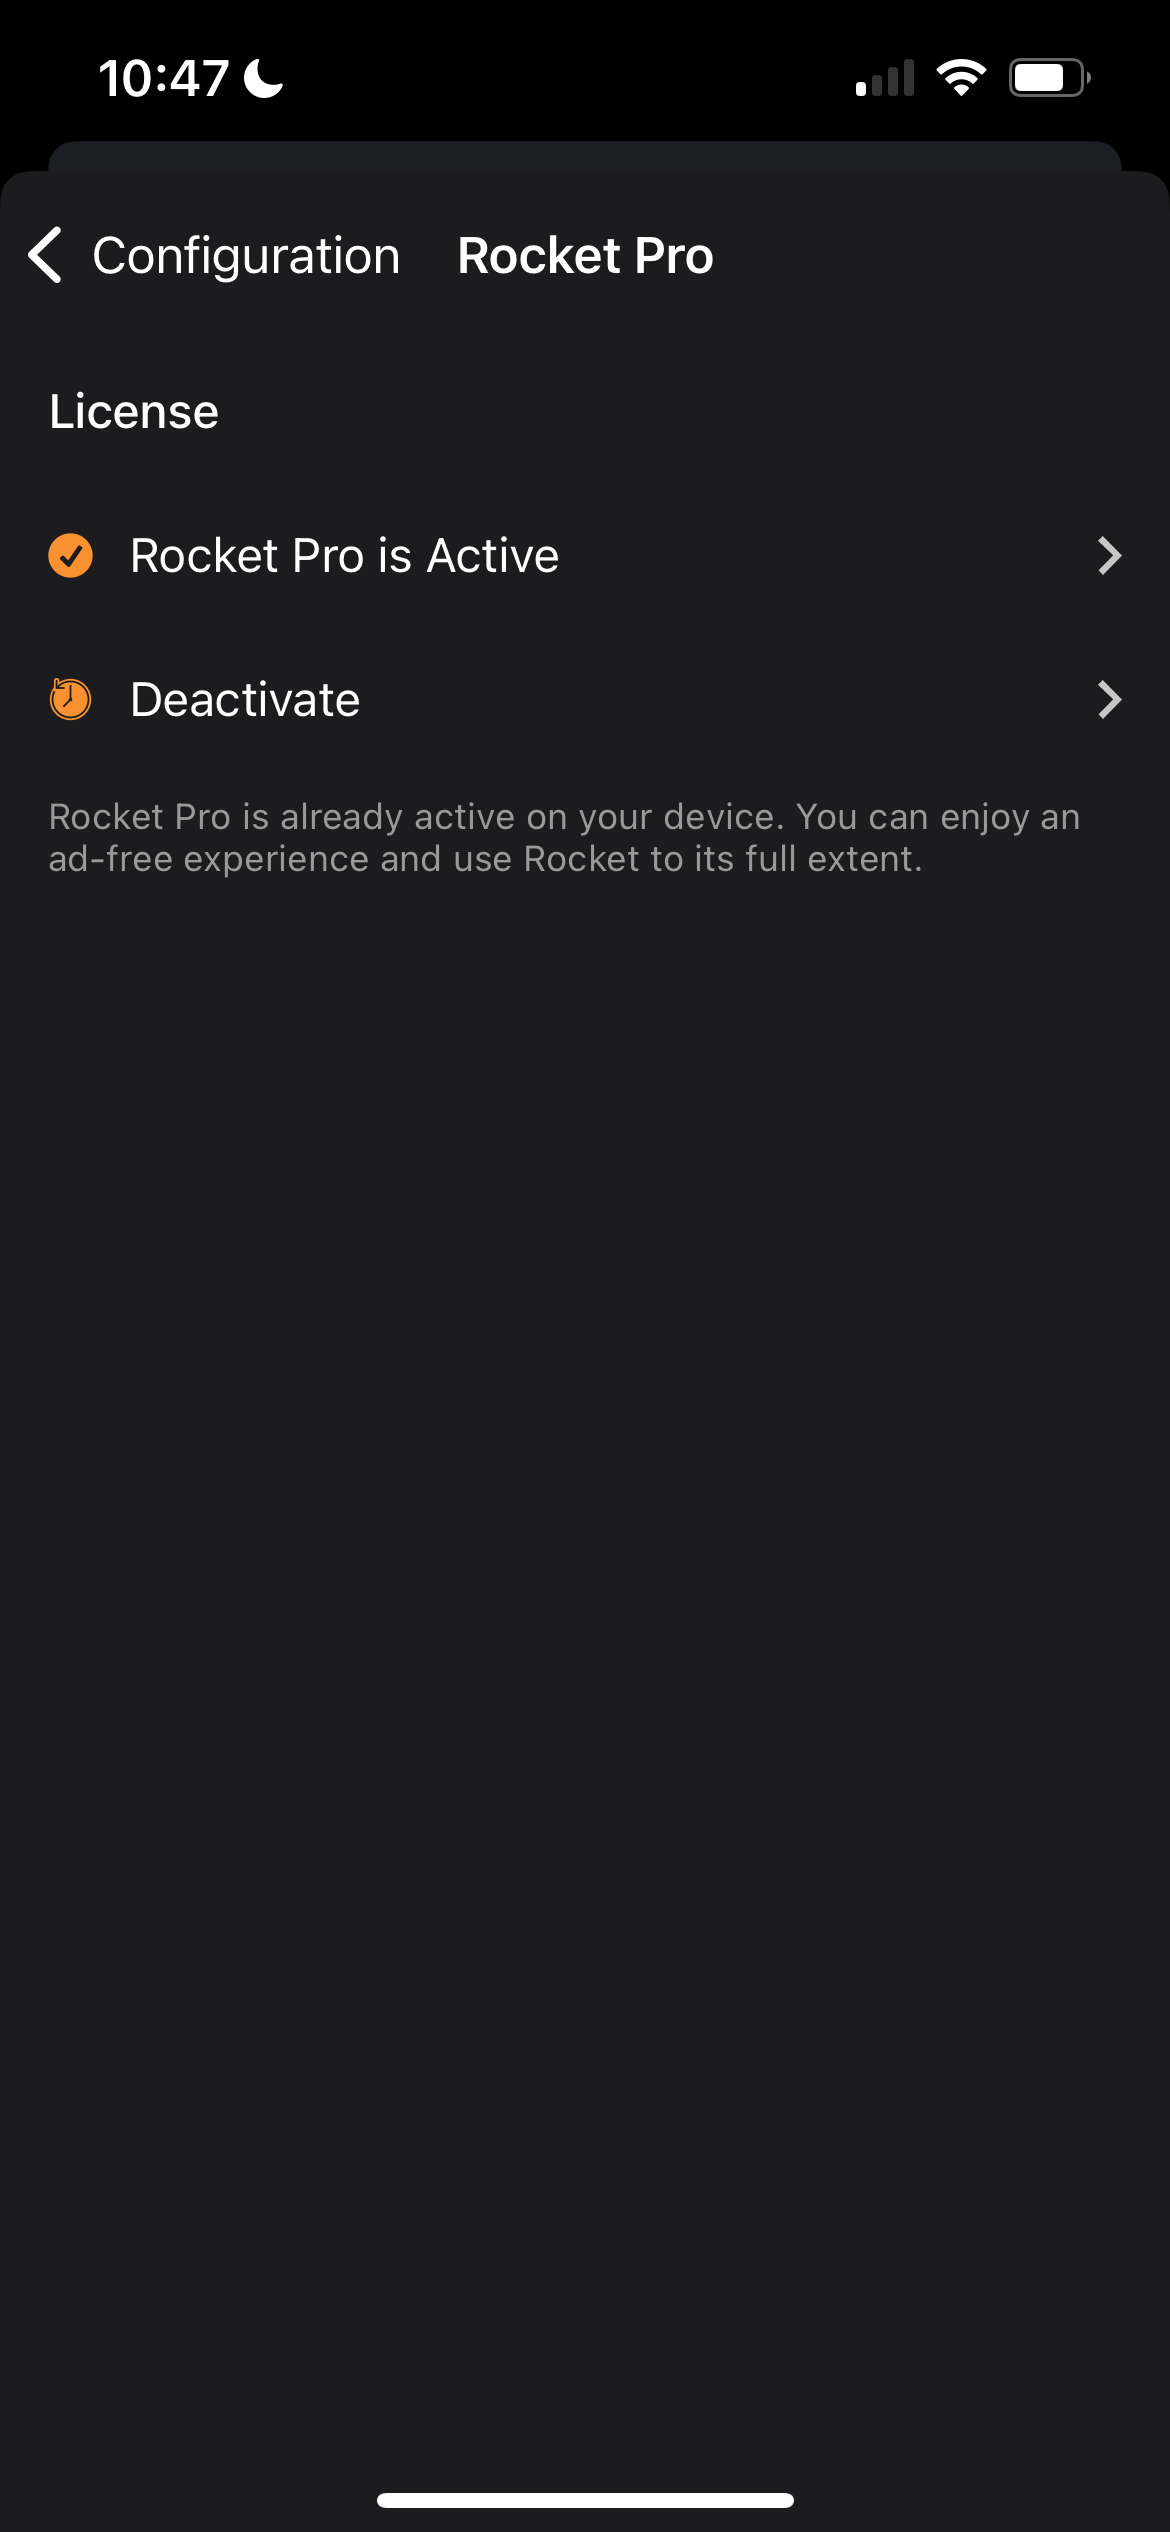 10:47
Configuration Rocket Pro
License
Rocket Pro is Active
Deactivate
Rocket Pro is already active on your device. You can enjoy an
ad-free experience and use Rocket to its full extent.